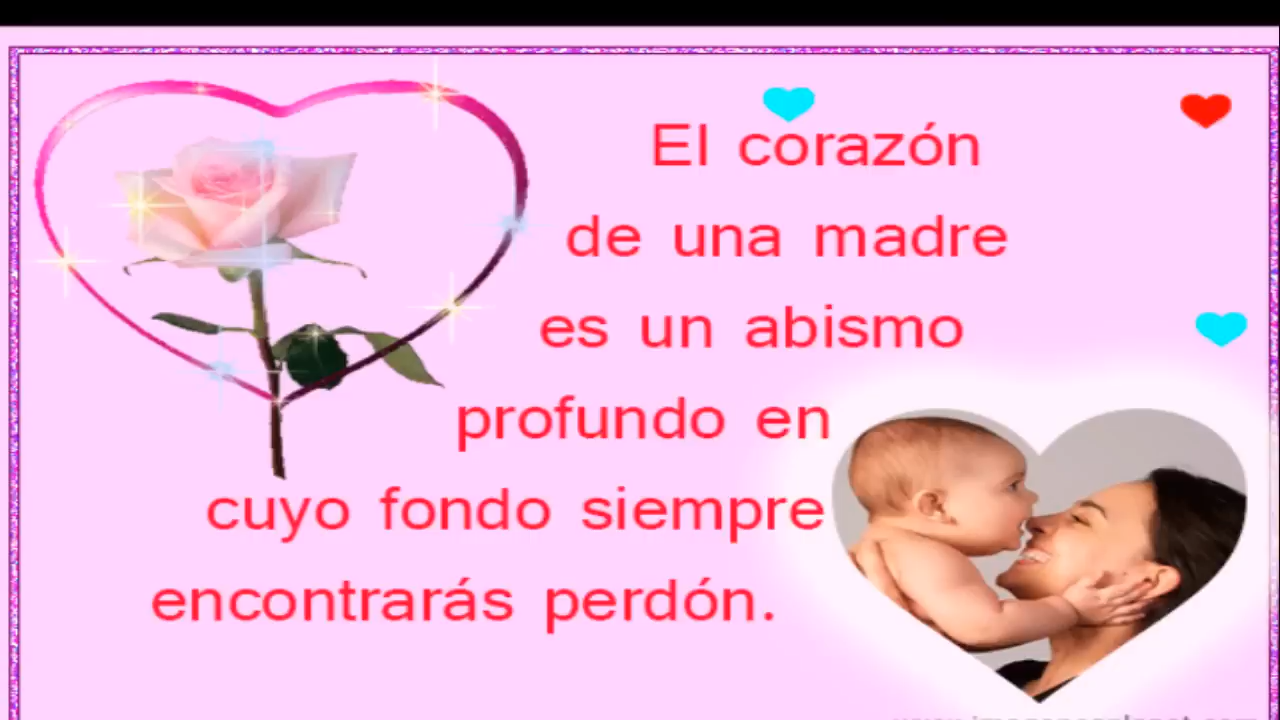 El corazón
de una madre
es un abismo
profundo en
cuyo fondo siempre
encontrarás perdón.